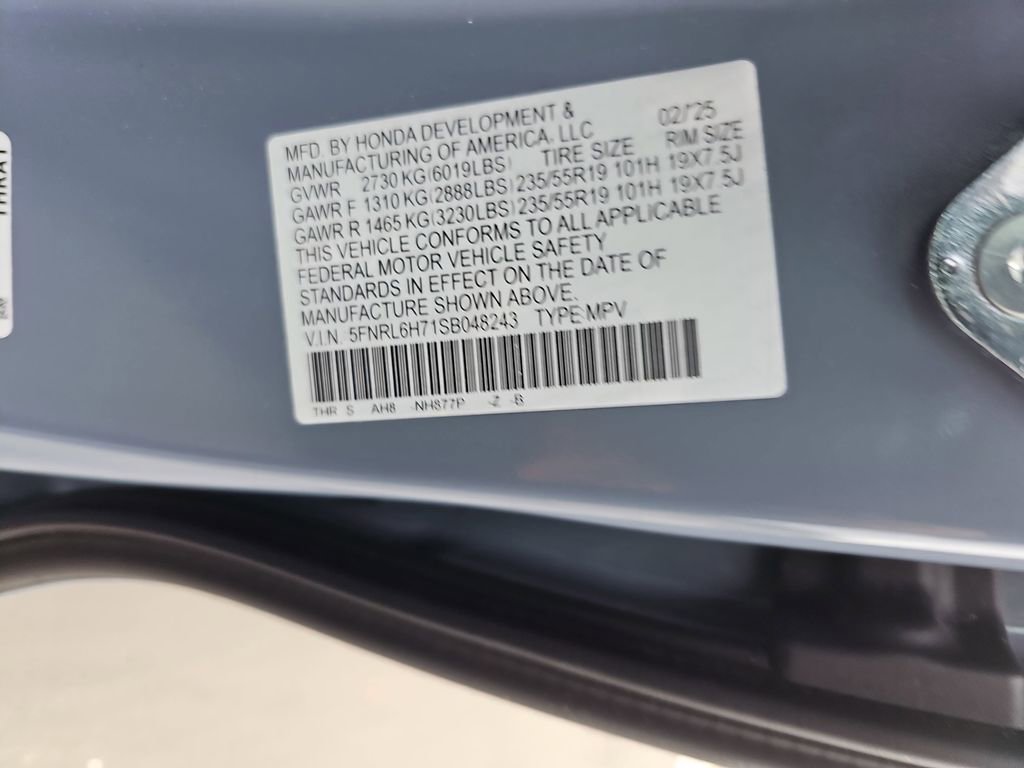 MFD. BY HONDA DEVELOPMENT & 02/'25
MANUFACTURING OF AMERICA, LLC
GVWR 2730 KG(6019LBS) TIRE SIZE RIM SIZE
GAWR F 1310 KG(2888LBS) 235/55R19 101H 19X7.5J
GAWR R 1465 KG(3230LBS) 235/55R19 101H 19X7.5J
THIS VEHICLE CONFORMS TO ALL APPLICABLE
FEDERAL MOTOR VEHICLE SAFETY
STANDARDS IN EFFECT ON THE DATE OF
MANUFACTURE SHOWN ABOVE.
V.I.N. 5FNRL6H71SB048243 TYPE:MPV
THR S AH8 NH877P -Z -B